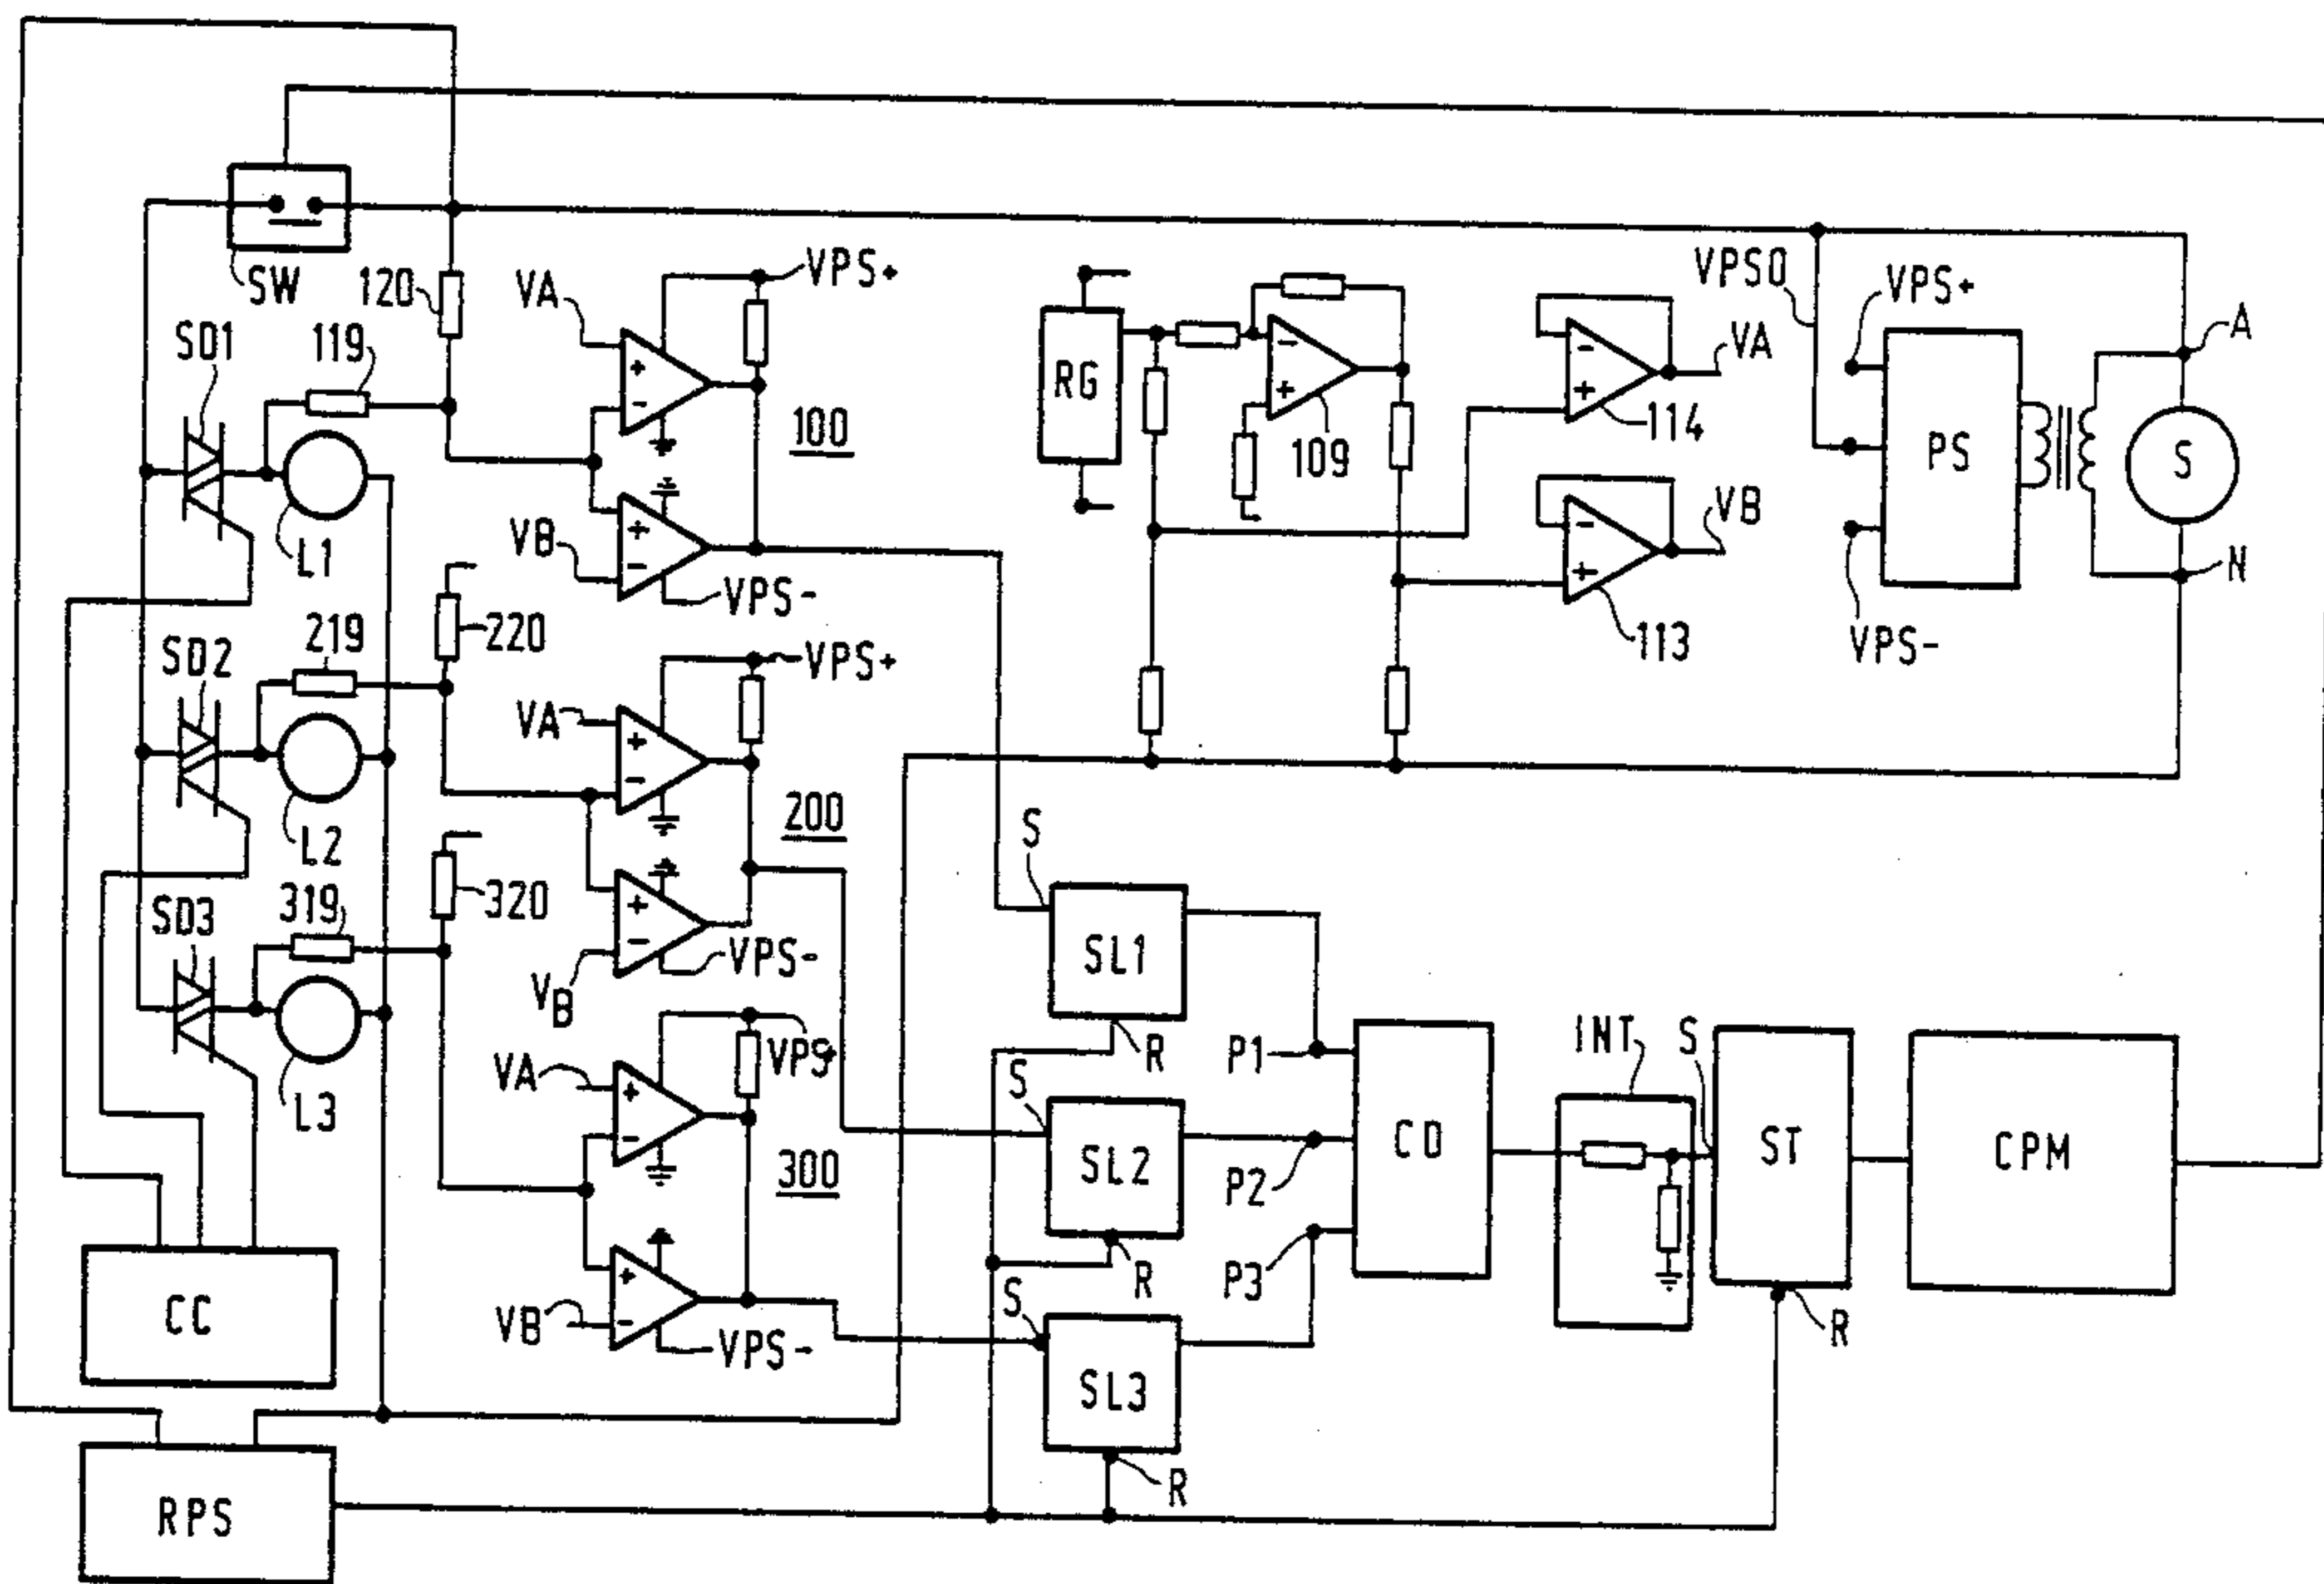 SW
120
VA
VPS+
VPS0
VPS+
A
SD1
119
RG
VA
114
PS
S
100
109
VB
L1
VB
VPS-
N
220
219
SD2
VPS+
VPS-
113
VA
L2
200
S
SD3
319
320
VPS-
SL1
VB
VPS+
R
P1
INT
S
VA
S
L3
CD
ST
CPM
300
SL2
P2
R
P3
S
CC
VB
VPS-
R
SL3
R
RPS